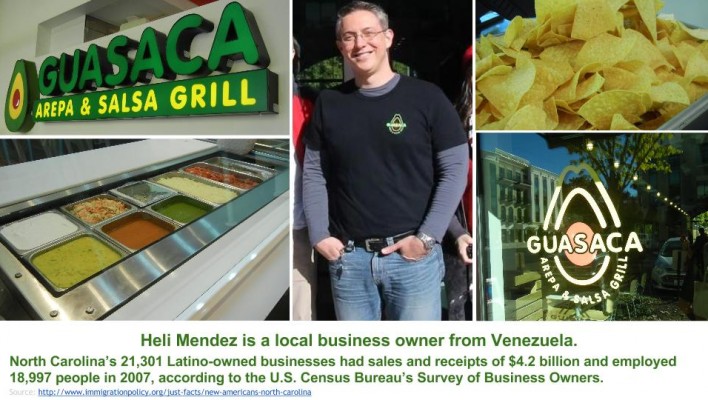 GUASACA
AREPA & SALSA GRILL
GUASACA
GUASACA
AREPA & SALSA GRILL
Heli Mendez is a local business owner from Venezuela.
North Carolina's 21,301 Latino-owned businesses had sales and receipts of $4.2 billion and employed
18,997 people in 2007, according to the U.S. Census Bureau's Survey of Business Owners.
Source: http://www.immigrationpolicy.org/just-facts/new-americans-north-carolina